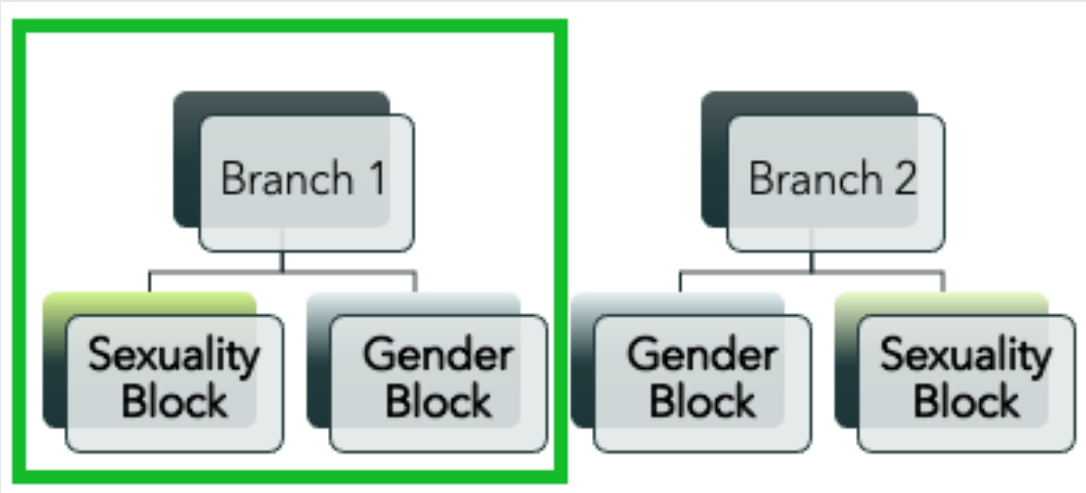 Branch 1
Branch 2
Sexuality
Block
Gender
Block
Gender
Block
Sexuality
Block